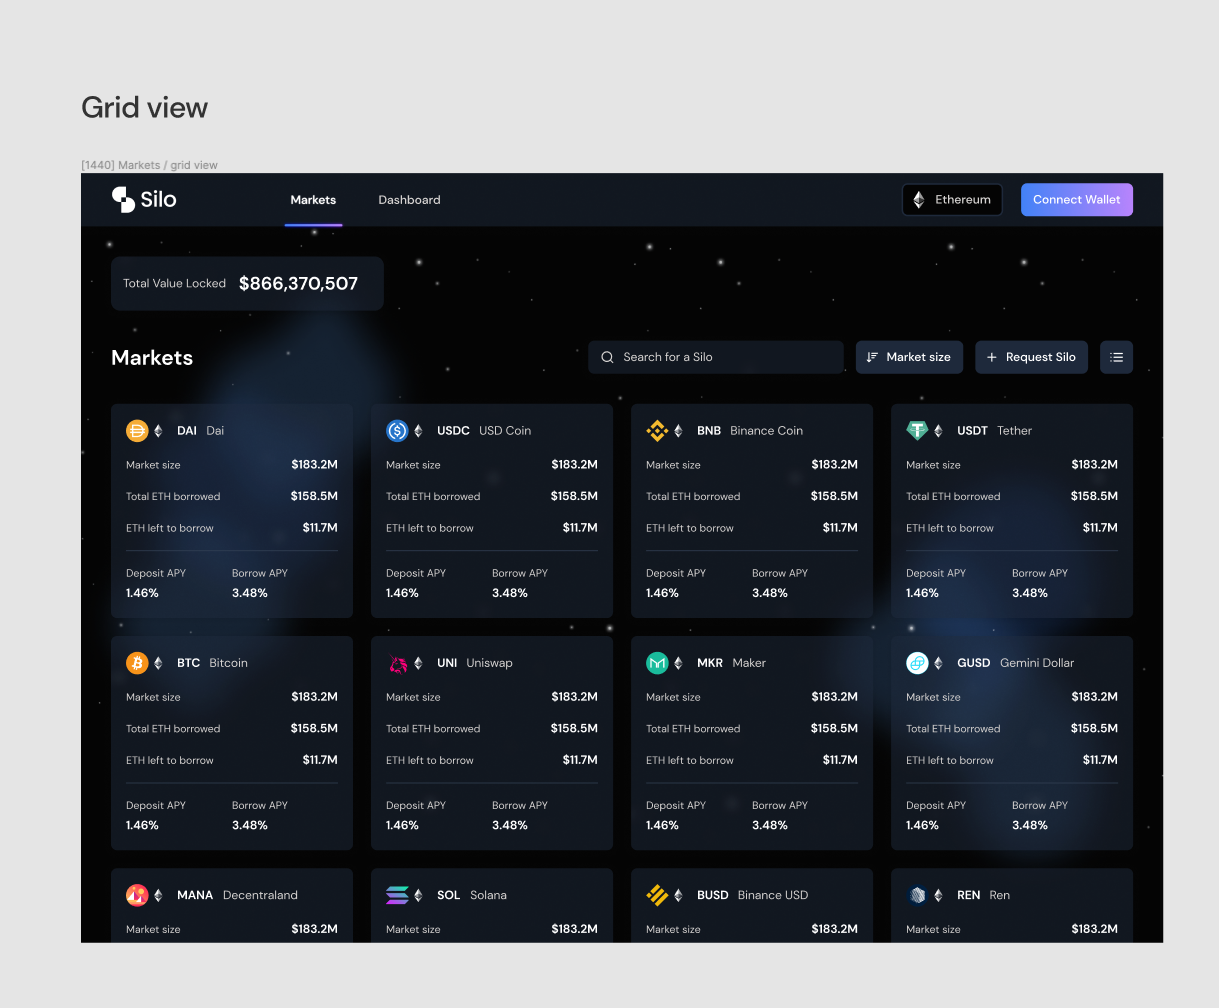 Grid view
[1440] Markets / grid view
Silo
Markets
Dashboard
Ethereum
Connect Wallet
Total Value Locked $866,370,507
Markets
Search for a Silo
Market size
Request Silo
DAI Dai
Market size $183.2M
Total ETH borrowed $158.5M
ETH left to borrow $11.7M
Deposit APY Borrow APY
1.46% 3.48%
USDC USD Coin
Market size $183.2M
Total ETH borrowed $158.5M
ETH left to borrow $11.7M
Deposit APY Borrow APY
1.46% 3.48%
BNB Binance Coin
Market size $183.2M
Total ETH borrowed $158.5M
ETH left to borrow $11.7M
Deposit APY Borrow APY
1.46% 3.48%
USDT Tether
Market size $183.2M
Total ETH borrowed $158.5M
ETH left to borrow $11.7M
Deposit APY Borrow APY
1.46% 3.48%
BTC Bitcoin
Market size $183.2M
Total ETH borrowed $158.5M
ETH left to borrow $11.7M
Deposit APY Borrow APY
1.46% 3.48%
UNI Uniswap
Market size $183.2M
Total ETH borrowed $158.5M
ETH left to borrow $11.7M
Deposit APY Borrow APY
1.46% 3.48%
MKR Maker
Market size $183.2M
Total ETH borrowed $158.5M
ETH left to borrow $11.7M
Deposit APY Borrow APY
1.46% 3.48%
GUSD Gemini Dollar
Market size $183.2M
Total ETH borrowed $158.5M
ETH left to borrow $11.7M
Deposit APY Borrow APY
1.46% 3.48%
MANA Decentraland
Market size $183.2M
SOL Solana
Market size $183.2M
BUSD Binance USD
Market size $183.2M
REN Ren
Market size $183.2M